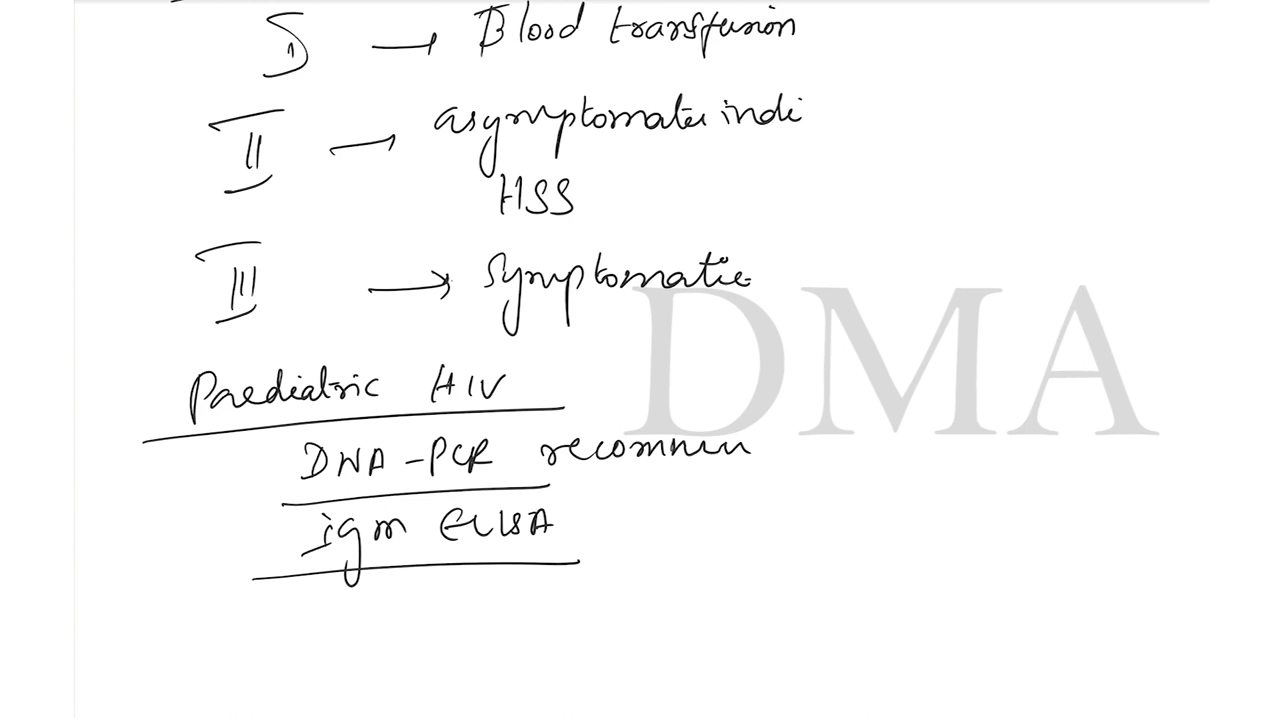 I → Blood transfusion
II → asymptomatic indi
HSS
III → Symptomatic
Paediatric HIV
DNA-PCR recommen
Igm ELISA
DMA